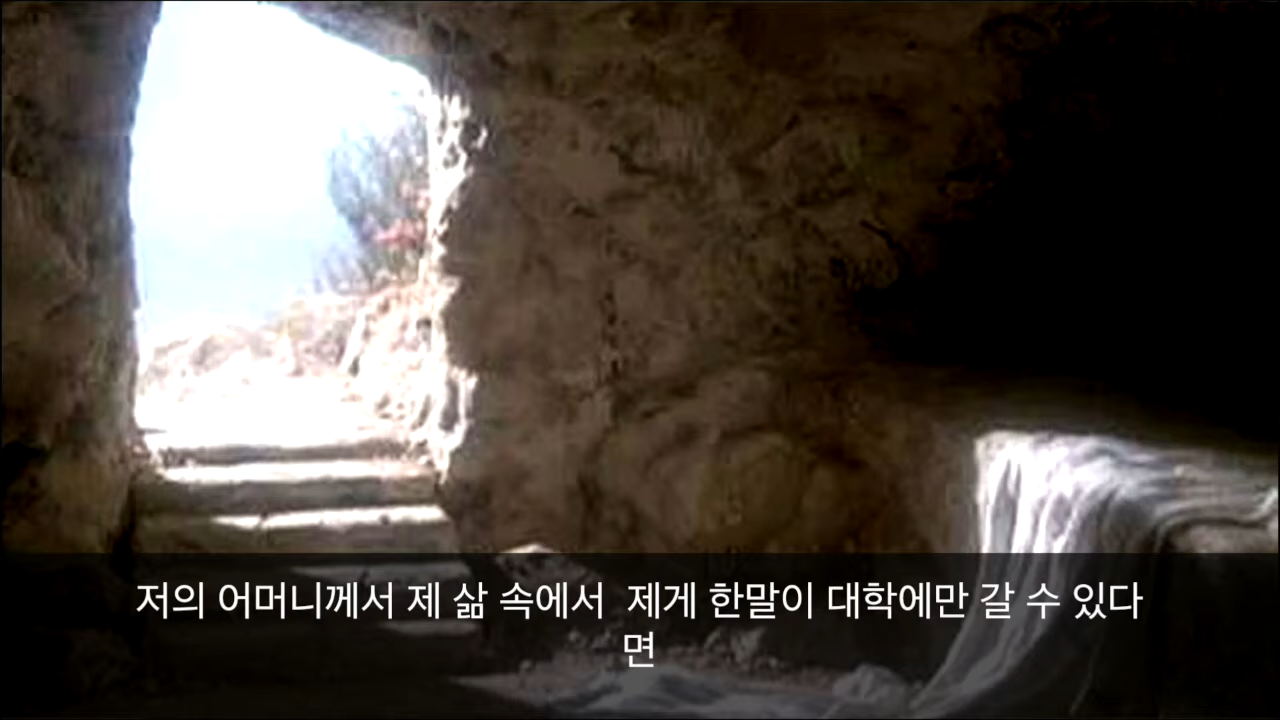 저의 어머니께서 제 삶 속에서  제게 한말이 대학에만 갈 수 있다
면